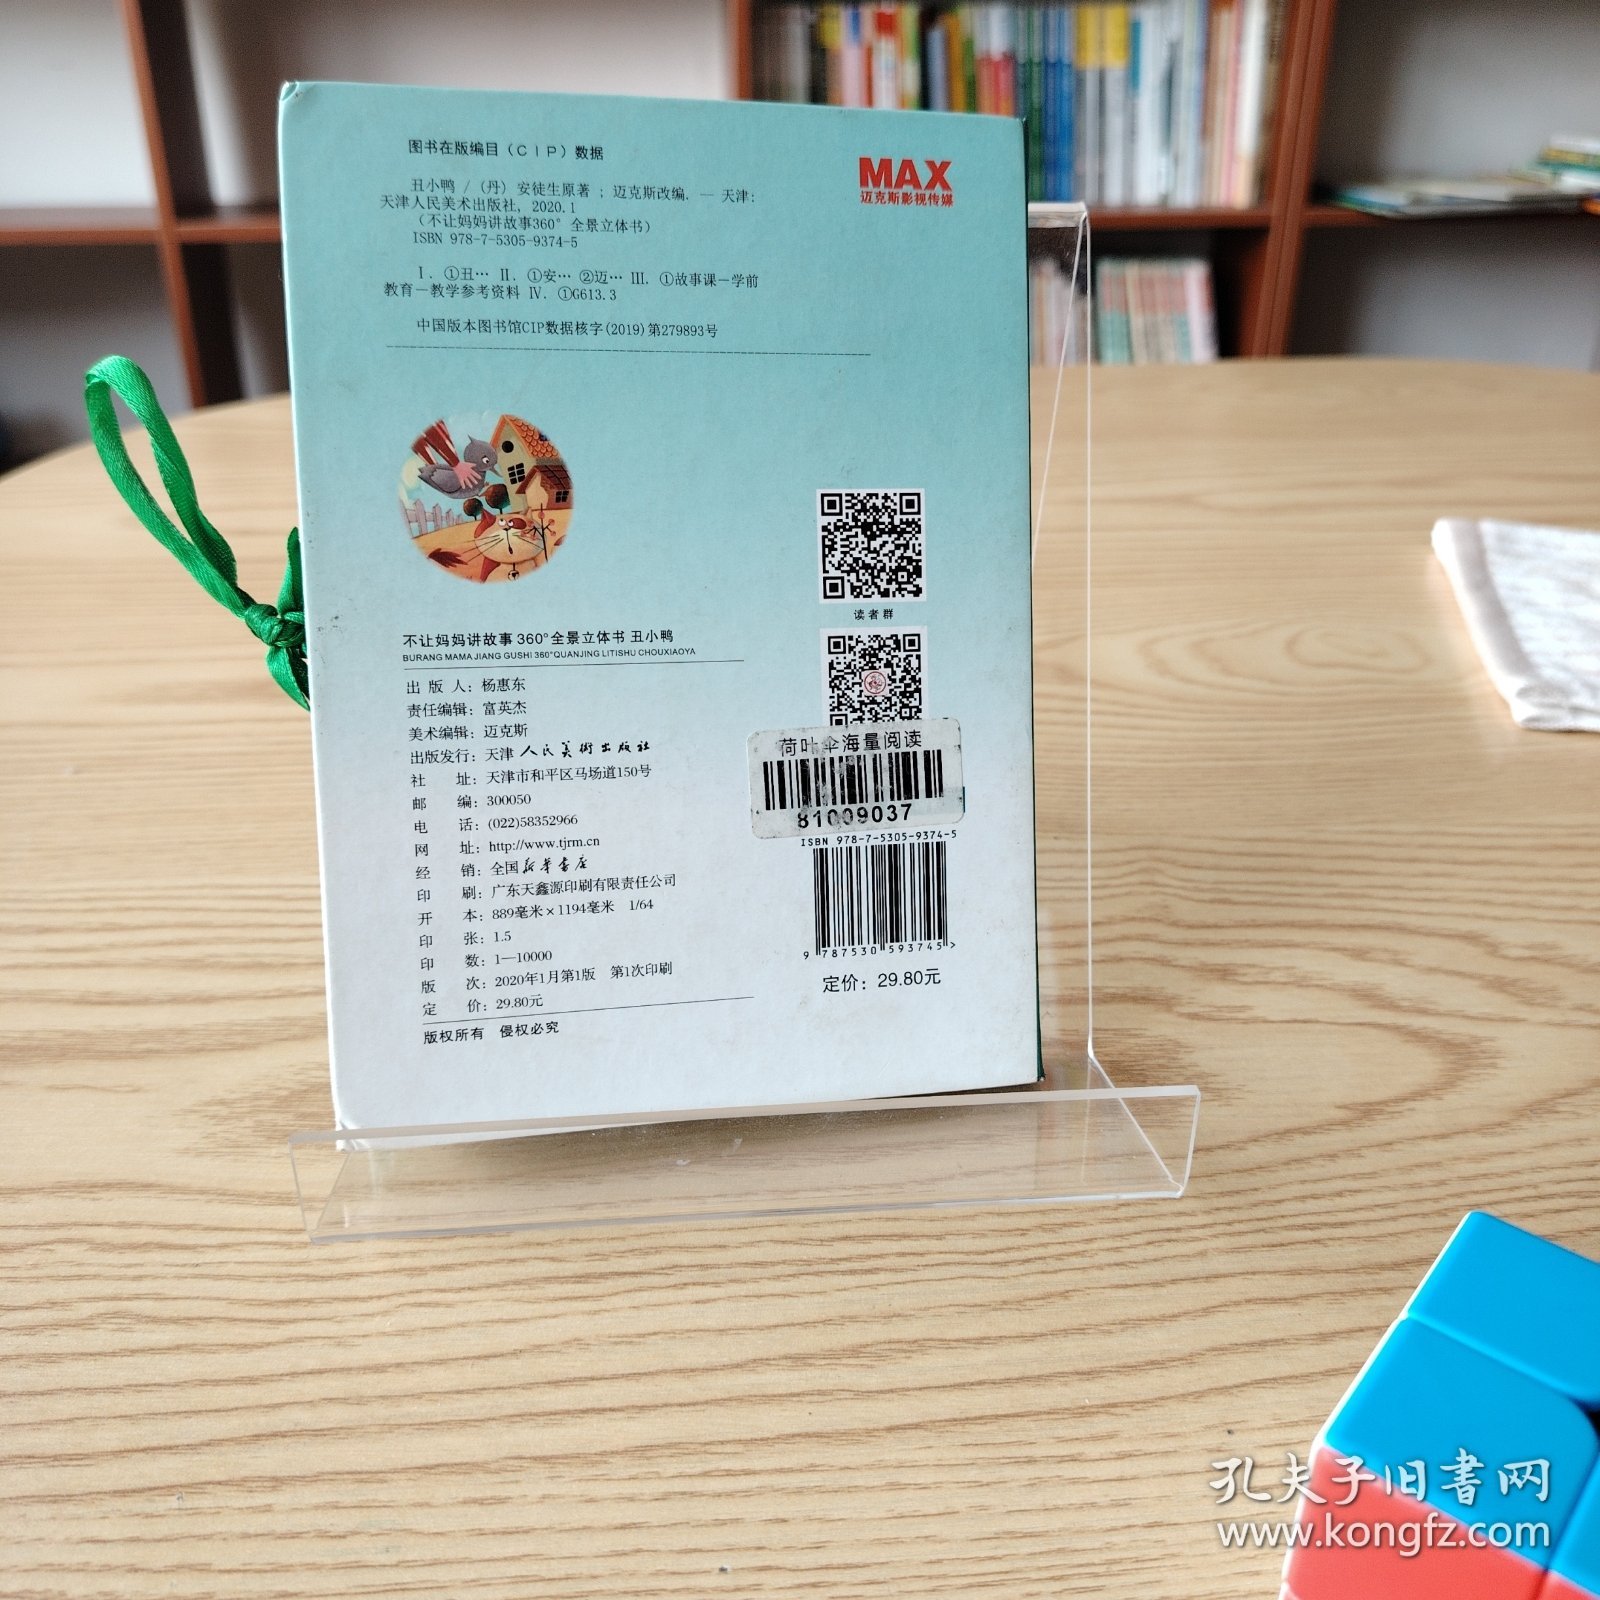 图书在版编目（CIP）数据
MAX
迈克斯影视传媒
丑小鸭 /（丹）安徒生原著 ；迈克斯改编. — 天津：
天津人民美术出版社, 2020.1
（不让妈妈讲故事360° 全景立体书）
ISBN 978-7-5305-9374-5
Ⅰ. ①丑… Ⅱ. ①安… ②迈… Ⅲ. ①故事课－学前
教育－教学参考资料 Ⅳ. ①G613.3
中国版本图书馆CIP数据核字(2019)第279893号
读者群
不让妈妈讲故事 360°全景立体书 丑小鸭
BURANG MAMA JIANG GUSHI 360°QUANJING LITISHU CHOUXIAOYA
出 版 人：杨惠东
责任编辑：富英杰
美术编辑：迈克斯
出版发行：天津人民美術出版社
社 址：天津市和平区马场道150号
邮 编：300050
电 话：(022)58352966
网 址：http://www.tjrm.cn
经 销：全国新华书店
印 刷：广东天鑫源印刷有限责任公司
开 本：889毫米×1194毫米 1/64
印 张：1.5
印 数：1—10000
版 次：2020年1月第1版 第1次印刷
定 价：29.80元
版权所有 侵权必究
荷叶伞海量阅读
81009037
ISBN 978-7-5305-9374-5
9 787530 593745 >
定价：29.80元
孔夫子旧书网
www.kongfz.com